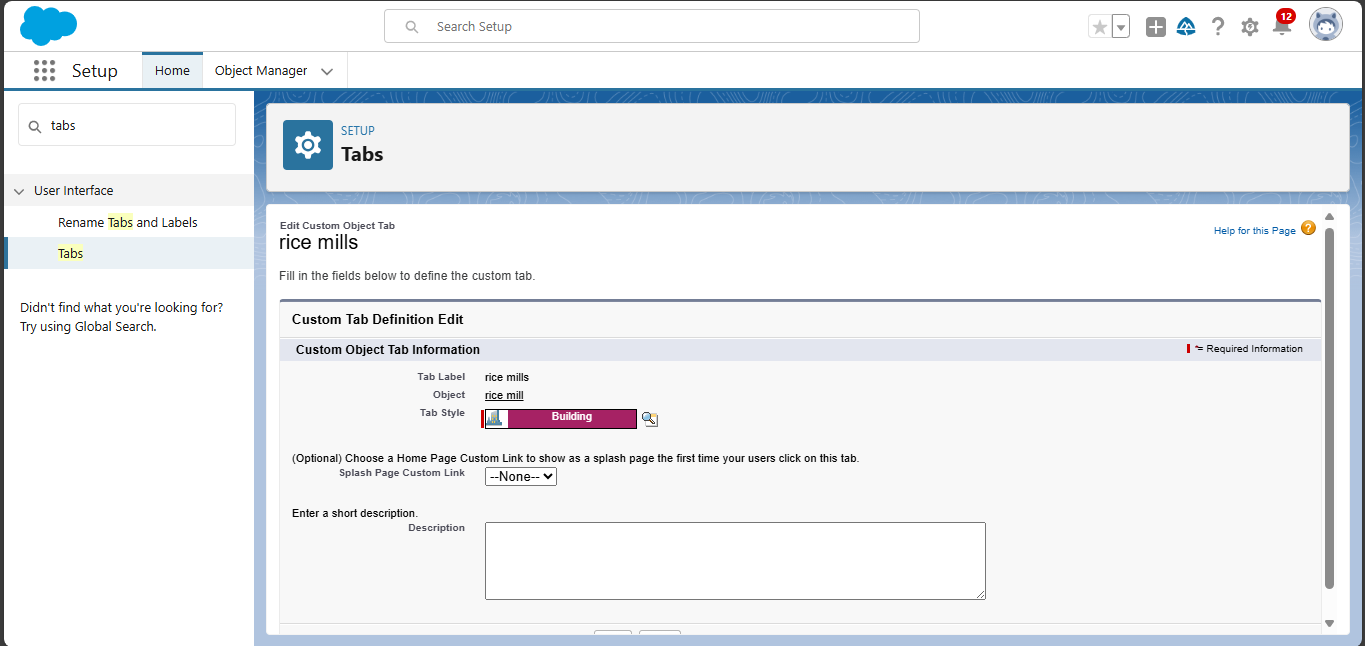 Search Setup
12
Setup
Home
Object Manager
tabs
User Interface
Rename Tabs and Labels
Tabs
Didn't find what you're looking for?
Try using Global Search.
SETUP
Tabs
Edit Custom Object Tab
rice mills
Help for this Page ?
Fill in the fields below to define the custom tab.
Custom Tab Definition Edit
Custom Object Tab Information
*= Required Information
Tab Label rice mills
Object rice mill
Tab Style Building
(Optional) Choose a Home Page Custom Link to show as a splash page the first time your users click on this tab.
Splash Page Custom Link --None--
Enter a short description.
Description